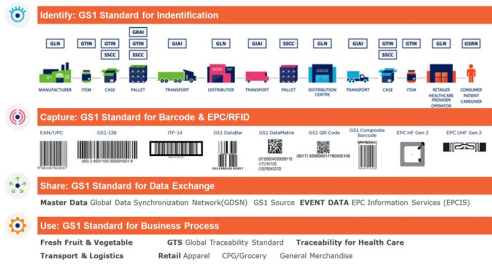 Identify: GS1 Standard for Indentification
GRAI
GLN GTIN GTIN GTIN GIAI GLN GIAI SSCC GLN GIAI GTIN GTIN GLN GSRN
SSCC SSCC SSCC
MANUFACTURER ITEM CASE PALLET TRANSPORT DISTRIBUTOR TRANSPORT PALLET DISTRIBUTION CENTRE TRANSPORT CASE ITEM RETAILER HEALTHCARE PROVIDER OPERATOR CONSUMER PATIENT CAREGIVER
Capture: GS1 Standard for Barcode & EPC/RFID
EAN/UPC GS1-128 ITF-14 GS1 DataBar GS1 DataMatrix GS1 QR Code GS1 Composite Barcode EPC HF Gen 2 EPC UHF Gen 2
Share: GS1 Standard for Data Exchange
Master Data Global Data Synchronization Network(GDSN) GS1 Source EVENT DATA EPC Information Services (EPCIS)
Use: GS1 Standard for Business Process
Fresh Fruit & Vegetable GTS Global Traceability Standard Traceability for Health Care
Transport & Logistics Retail Apparel CPG/Grocery General Merchandise